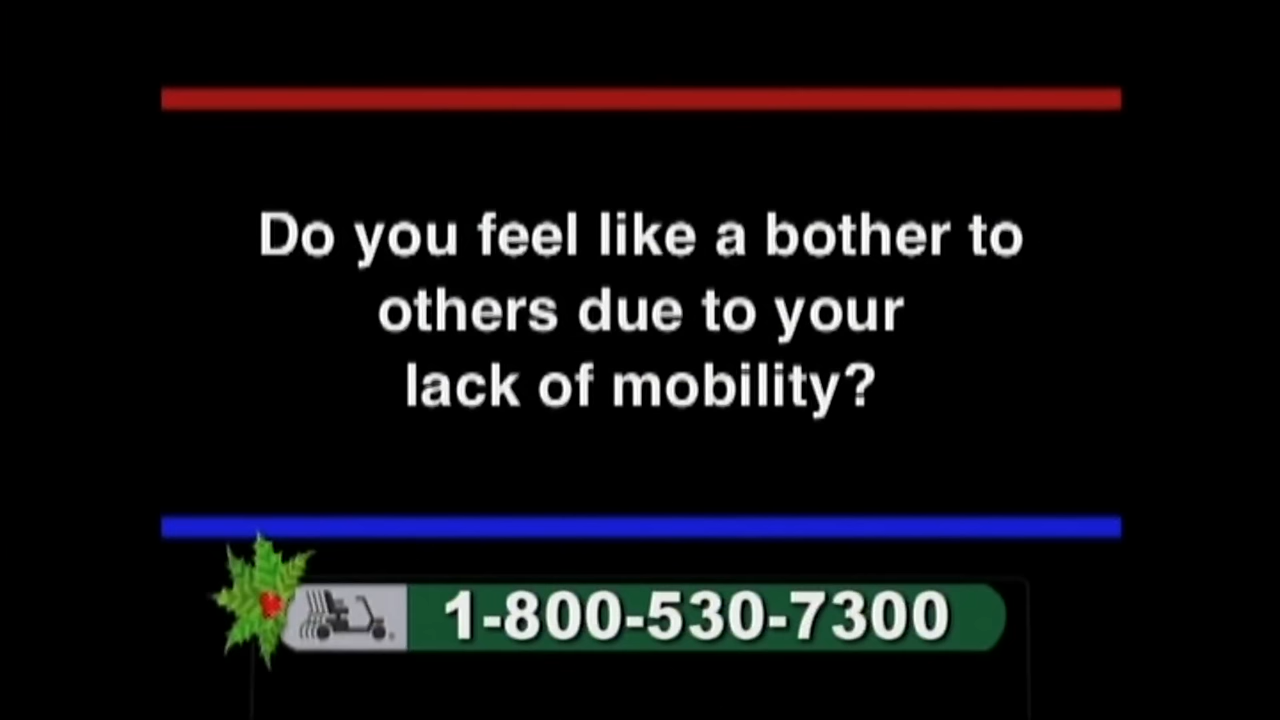 Do you feel like a bother to
others due to your
lack of mobility?
1-800-530-7300